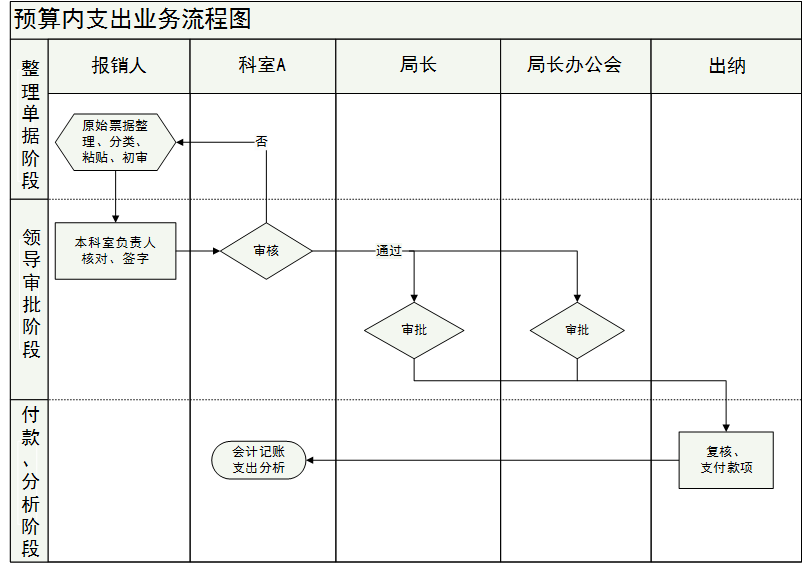 预算内支出业务流程图
报销人
科室A
局长
局长办公会
出纳
整理单据阶段
原始票据整
理、分类、
粘贴、初审
否
领导审批阶段
本科室负责人
核对、签字
审核
通过
审批
审批
付款、分析阶段
会计记账
支出分析
复核、
支付款项